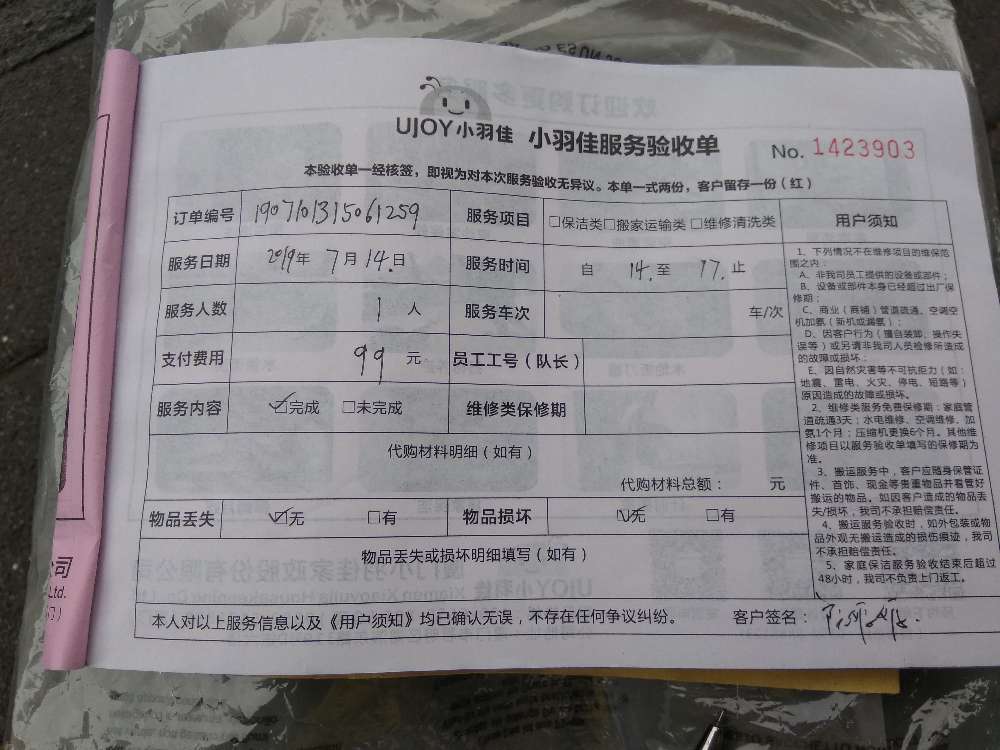 UJOY小羽佳 小羽佳服务验收单 No. 1423903
本验收单一经核签，即视为对本次服务验收无异议。本单一式两份，客户留存一份（红）
订单编号 1907101315061259 服务项目 □保洁类□搬家运输类 □维修清洗类
服务日期 2019年 7月 14.日 服务时间 自 14.至 17.止
服务人数 1 人 服务车次 车/次
支付费用 99 元 员工工号（队长）
服务内容 ☑完成 □未完成 维修类保修期
代购材料明细（如有）
代购材料总额： 元
物品丢失 ☑无 □有 物品损坏 ☑无 □有
物品丢失或损坏明细填写（如有）
本人对以上服务信息以及《用户须知》均已确认无误，不存在任何争议纠纷。 客户签名：
用户须知
1、下列情况不在维修项目的维保范
围之内：
A、非我司员工提供的设备或部件；
B、设备或部件本身已经超过出厂保
修期；
C、商业（商铺）管道疏通、空调空
机加氨（新机或漏氨）；
D、因客户行为（擅自装卸、操作失
误等）或另请非我司人员检修所造成
的故障或损坏；
E、因自然灾害等不可抗拒力（如：
地震、雷电、火灾、停电、短路等）
原因造成的故障或损坏。
2、维修类服务免费保修期：家庭管
道疏通3天；水电维修、空调维修、加
氨1个月；压缩机更换6个月。其他维
修项目以服务验收单填写的保修期为
准。
3、搬运服务中，客户应随身保管证
件、首饰、现金等贵重物品并看管好
搬运的物品。如因客户造成的物品丢
失/损坏，我司不承担赔偿责任。
4、搬运服务验收时，如外包装或物
品外观无搬运造成的损伤痕迹，我司
不承担赔偿责任。
5、家庭保洁服务验收结束后超过
48小时，我司不负责上门返工。
公司
Ltd.